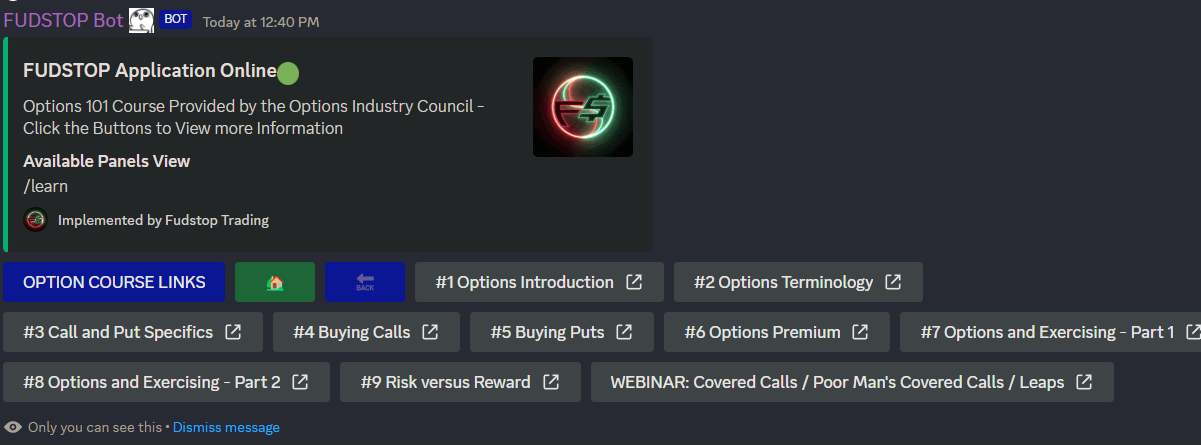 FUDSTOP Bot BOT Today at 12:40 PM
FUDSTOP Application Online
Options 101 Course Provided by the Options Industry Council -
Click the Buttons to View more Information
Available Panels View
/learn
Implemented by Fudstop Trading
F$
OPTION COURSE LINKS BACK #1 Options Introduction #2 Options Terminology
#3 Call and Put Specifics #4 Buying Calls #5 Buying Puts #6 Options Premium #7 Options and Exercising - Part 1
#8 Options and Exercising - Part 2 #9 Risk versus Reward WEBINAR: Covered Calls / Poor Man's Covered Calls / Leaps
Only you can see this • Dismiss message